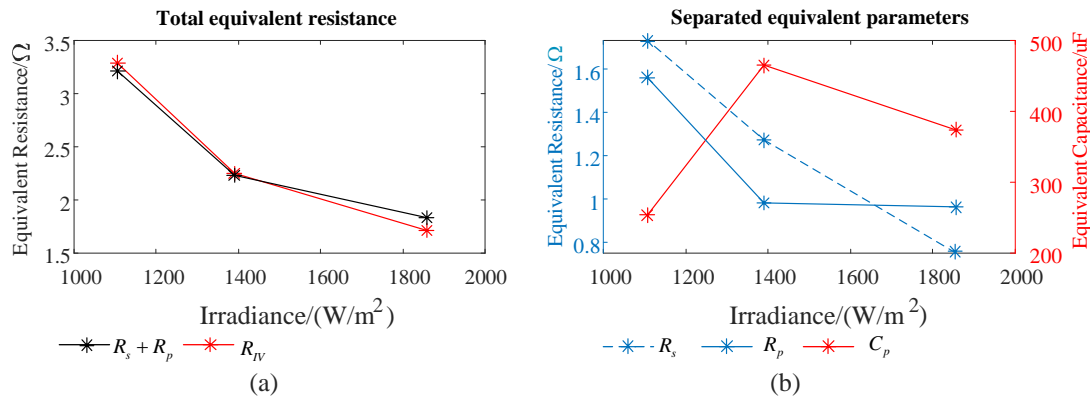 Total equivalent resistance
Equivalent Resistance/Ω
3.5
3
2.5
2
1.5
1000 1200 1400 1600 1800 2000
Irradiance/(W/m²)
Rₛ + Rₚ R_IV
(a)
Separated equivalent parameters
Equivalent Resistance/Ω
1.6
1.4
1.2
1
0.8
500
400
300
200
100
Equivalent Capacitance/uF
1000 1200 1400 1600 1800 2000
Irradiance/(W/m²)
Rₛ Rₚ Cₚ
(b)